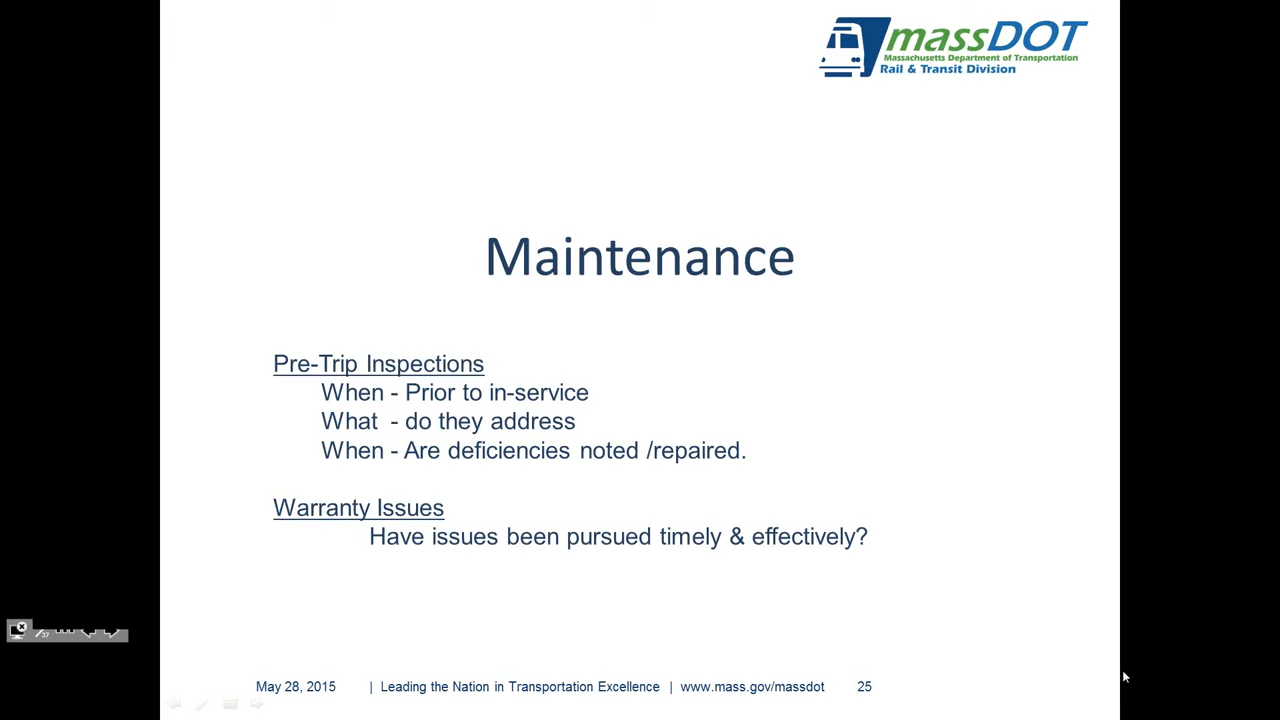 massDOT
Massachusetts Department of Transportation
Rail & Transit Division
Maintenance
Pre-Trip Inspections
When - Prior to in-service
What - do they address
When - Are deficiencies noted /repaired.
Warranty Issues
Have issues been pursued timely & effectively?
/37
May 28, 2015 | Leading the Nation in Transportation Excellence | www.mass.gov/massdot 25